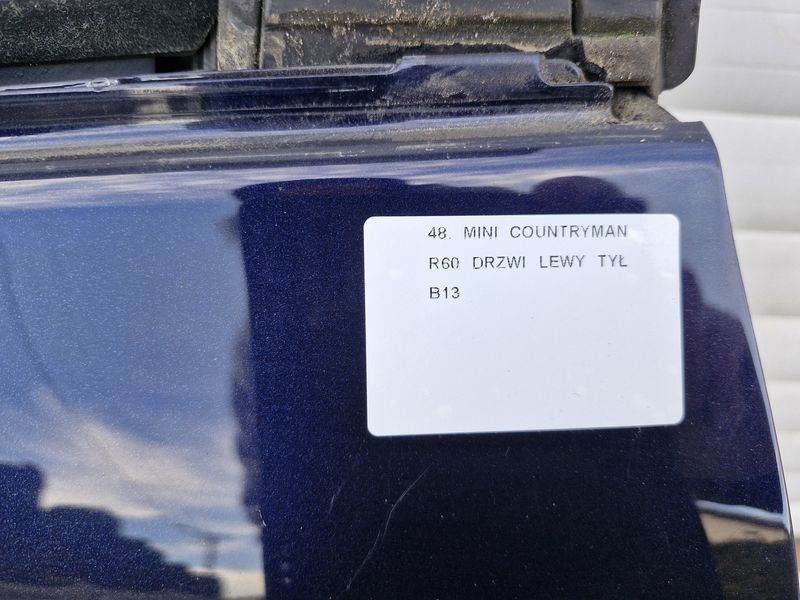 48. MINI COUNTRYMAN
R60 DRZWI LEWY TYŁ
B13